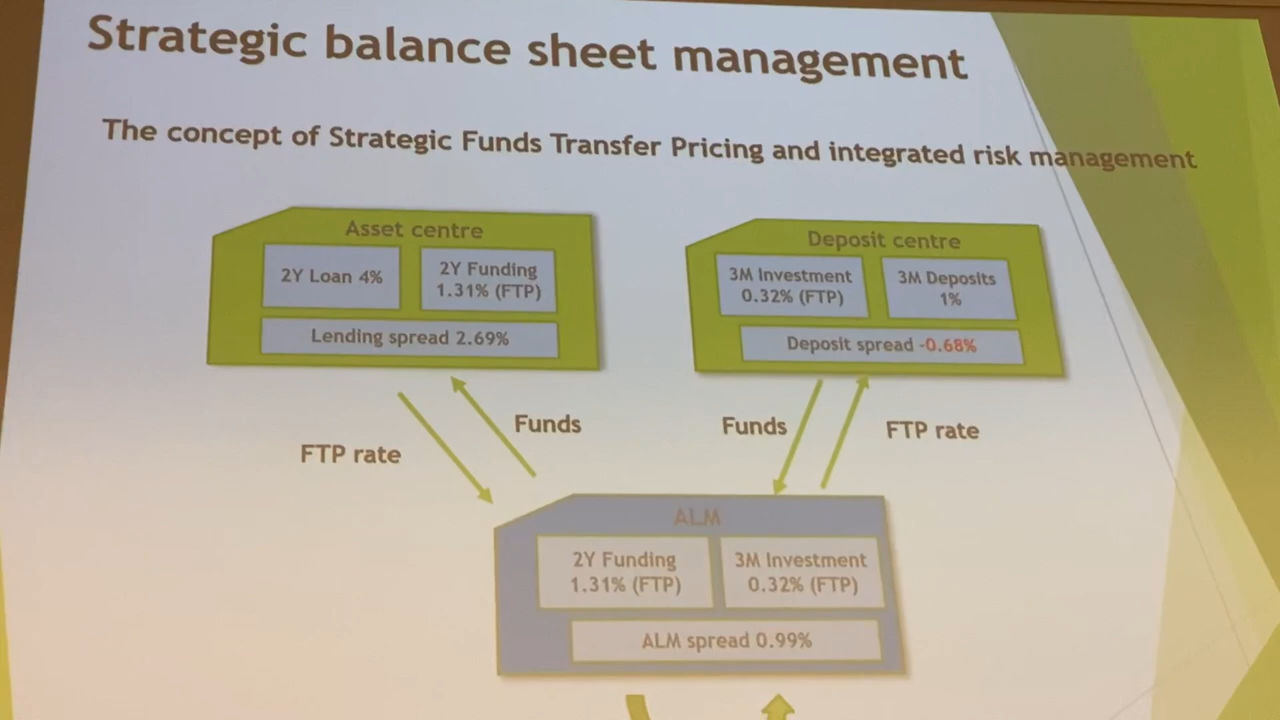 Strategic balance sheet management
The concept of Strategic Funds Transfer Pricing and integrated risk management
Asset centre
2Y Loan 4%
2Y Funding
1.31% (FTP)
Lending spread 2.69%
Deposit centre
3M Investment
0.32% (FTP)
3M Deposits
1%
Deposit spread -0.68%
FTP rate
Funds
Funds
FTP rate
ALM
2Y Funding
1.31% (FTP)
3M Investment
0.32% (FTP)
ALM spread 0.99%